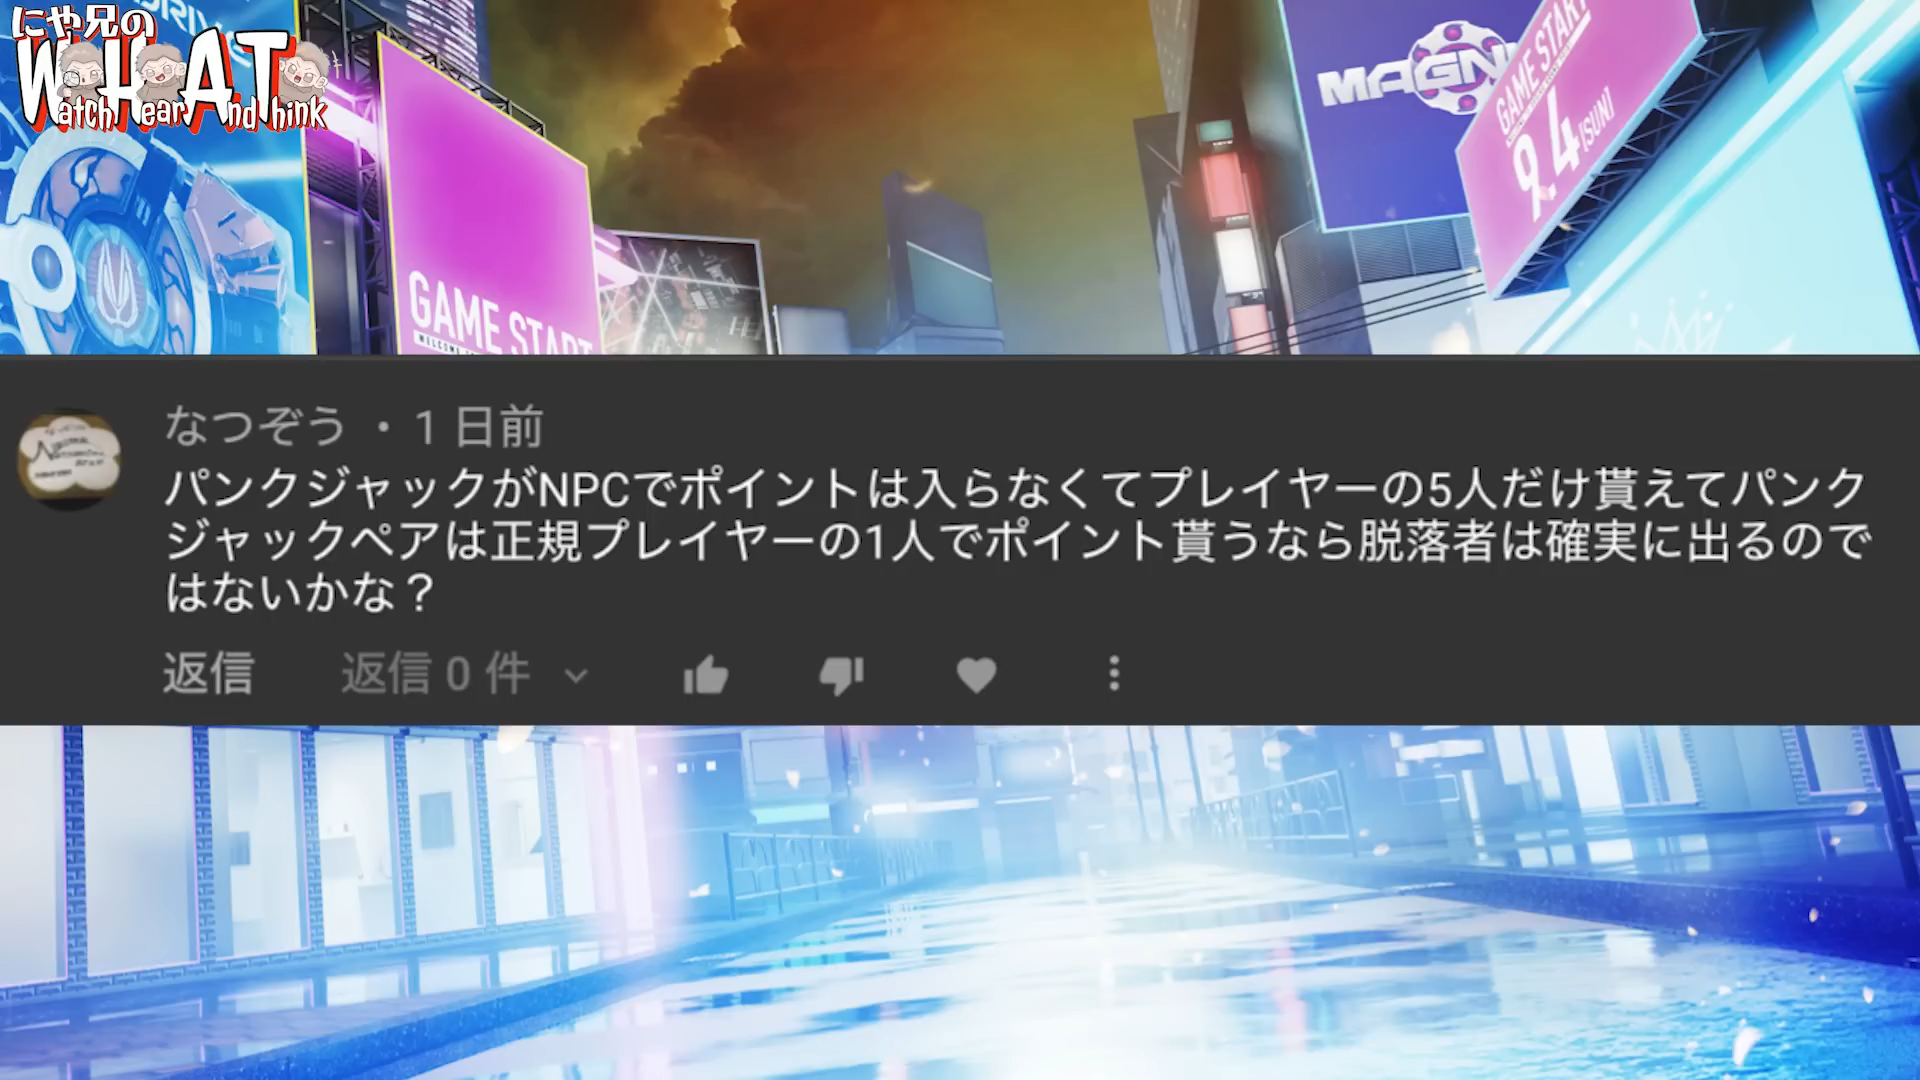 にや兄の
WHAT
Watch Hear And Think
MAGN
GAME START
9.4 [SUN]
GAME START
なつぞう ・ 1 日前
パンクジャックがNPCでポイントは入らなくてプレイヤーの5人だけ貰えてパンク
ジャックペアは正規プレイヤーの1人でポイント貰うなら脱落者は確実に出るので
はないかな？
返信 返信 0 件